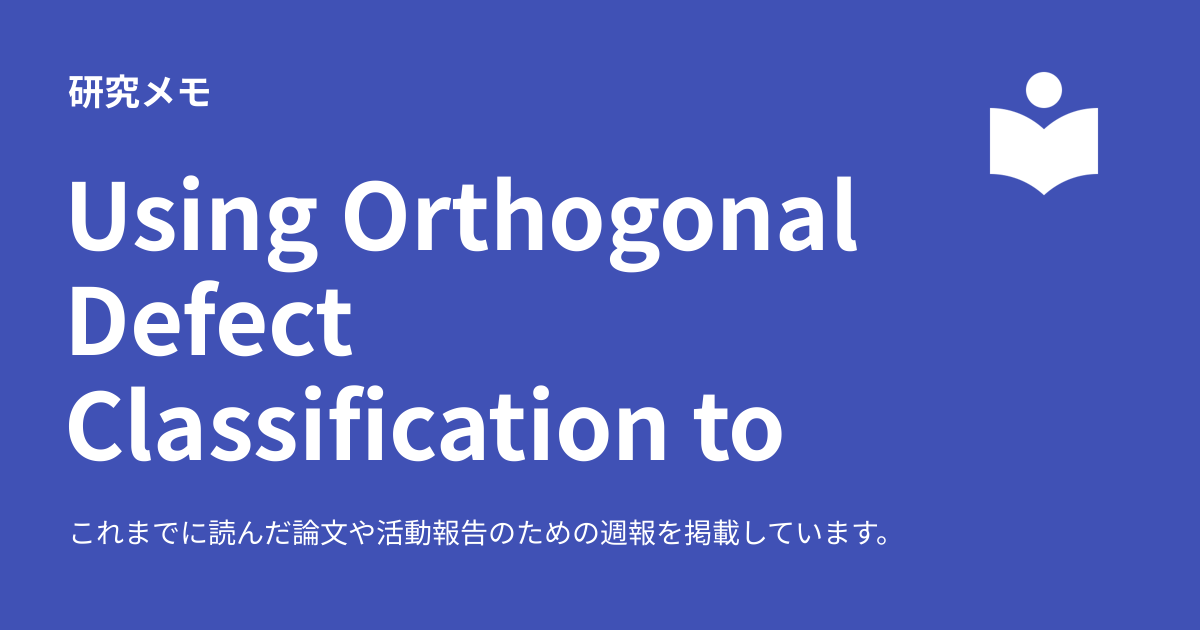 研究メモ
Using Orthogonal
Defect
Classification to
これまでに読んだ論文や活動報告のための週報を掲載しています。